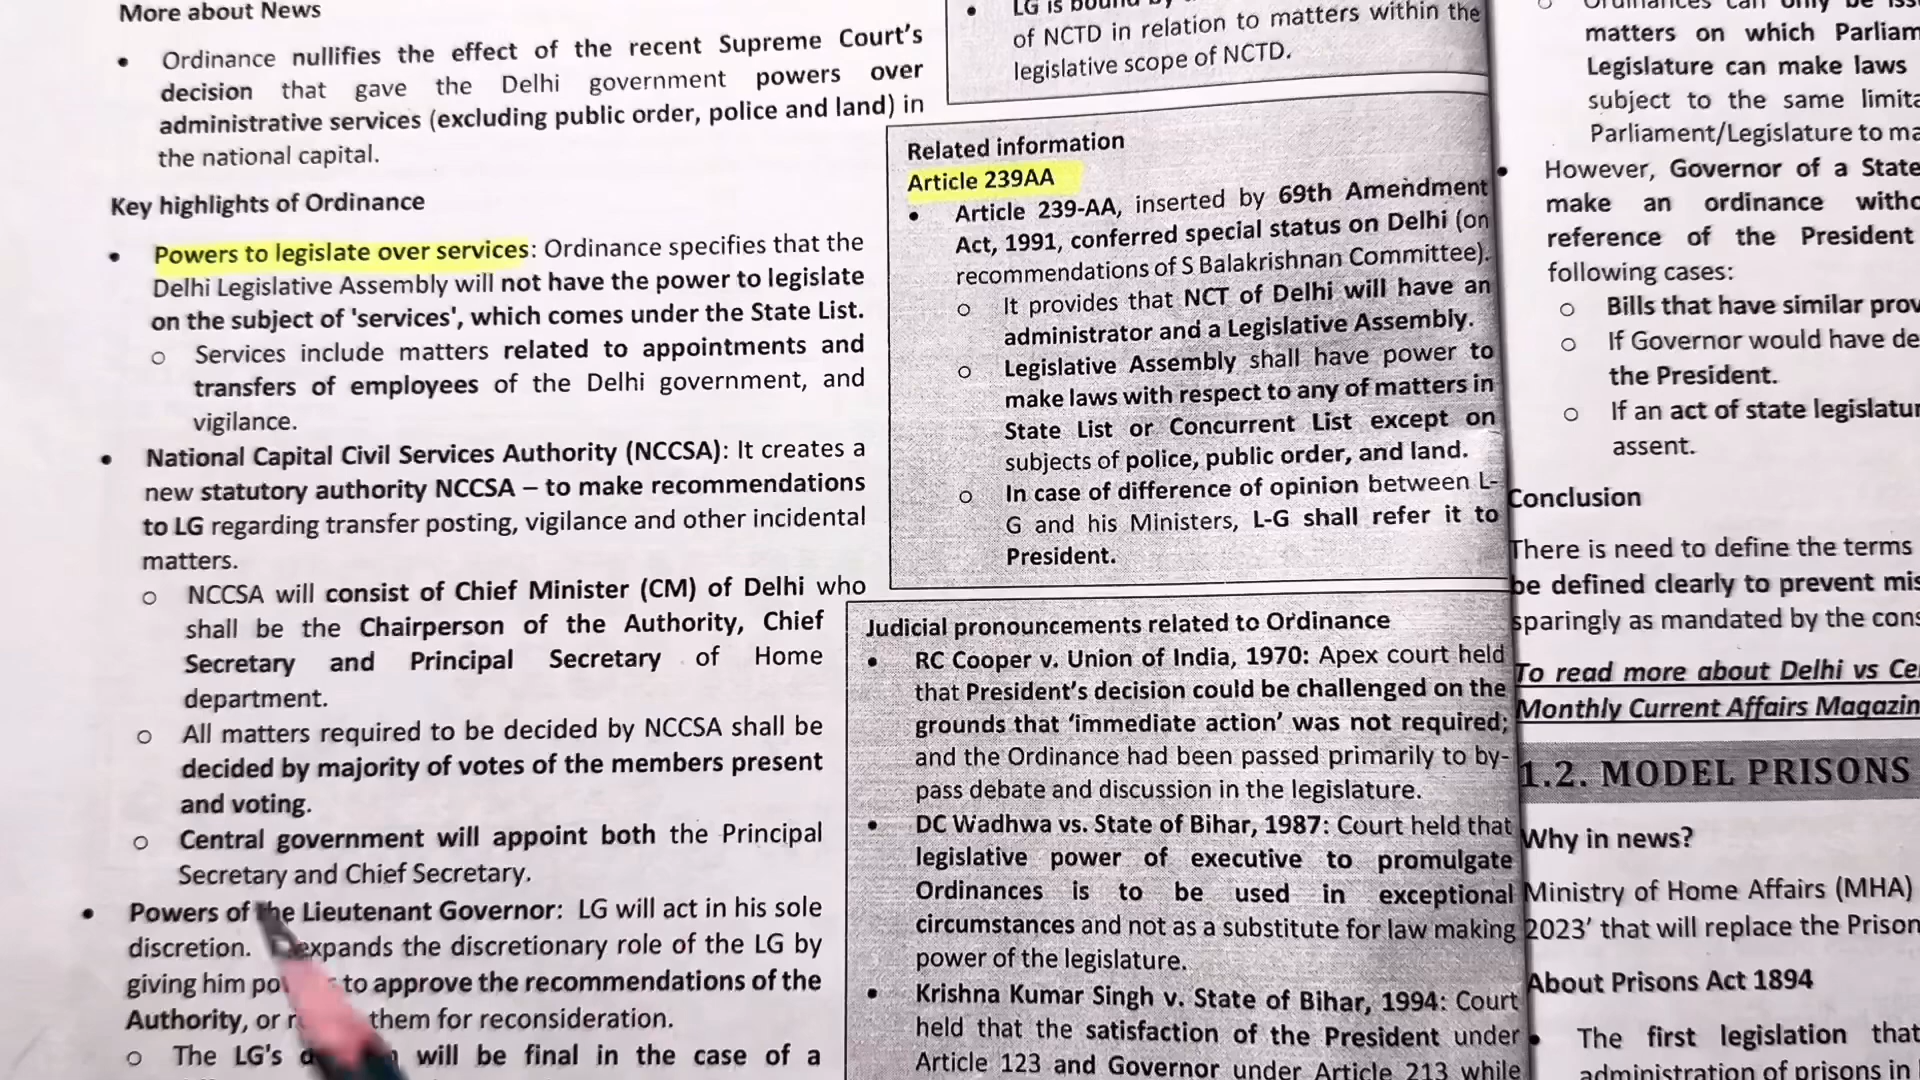 More about News
• Ordinance nullifies the effect of the recent Supreme Court's
decision that gave the Delhi government powers over
administrative services (excluding public order, police and land) in
the national capital.
Key highlights of Ordinance
• Powers to legislate over services: Ordinance specifies that the
Delhi Legislative Assembly will not have the power to legislate
on the subject of 'services', which comes under the State List.
o Services include matters related to appointments and
transfers of employees of the Delhi government, and
vigilance.
• National Capital Civil Services Authority (NCCSA): It creates a
new statutory authority NCCSA – to make recommendations
to LG regarding transfer posting, vigilance and other incidental
matters.
o NCCSA will consist of Chief Minister (CM) of Delhi who
shall be the Chairperson of the Authority, Chief
Secretary and Principal Secretary of Home
department.
o All matters required to be decided by NCCSA shall be
decided by majority of votes of the members present
and voting.
o Central government will appoint both the Principal
Secretary and Chief Secretary.
• Powers of the Lieutenant Governor: LG will act in his sole
discretion. expands the discretionary role of the LG by
giving him to approve the recommendations of the
Authority, or them for reconsideration.
o The LG's will be final in the case of a
• LG is bound by
of NCTD in relation to matters within the
legislative scope of NCTD.
Related information
Article 239AA
• Article 239-AA, inserted by 69th Amendment
Act, 1991, conferred special status on Delhi (on
recommendations of S Balakrishnan Committee).
o It provides that NCT of Delhi will have an
administrator and a Legislative Assembly.
o Legislative Assembly shall have power to
make laws with respect to any of matters in
State List or Concurrent List except on
subjects of police, public order, and land.
o In case of difference of opinion between L-
G and his Ministers, L-G shall refer it to
President.
Judicial pronouncements related to Ordinance
• RC Cooper v. Union of India, 1970: Apex court held
that President's decision could be challenged on the
grounds that 'immediate action' was not required;
and the Ordinance had been passed primarily to by-
pass debate and discussion in the legislature.
• DC Wadhwa vs. State of Bihar, 1987: Court held that
legislative power of executive to promulgate
Ordinances is to be used in exceptional
circumstances and not as a substitute for law making
power of the legislature.
• Krishna Kumar Singh v. State of Bihar, 1994: Court
held that the satisfaction of the President under
Article 123 and Governor under Article 213 while
o Ordinances can only be
matters on which
Legislature can make laws
subject to the same
Parliament/Legislature to
• However, Governor of a State
make an ordinance
reference of the President
following cases:
o Bills that have similar
o If Governor would have
the President.
o If an act of state
assent.
Conclusion
There is need to define the terms
be defined clearly to prevent
sparingly as mandated by the
To read more about Delhi vs
Monthly Current Affairs
1.2. MODEL PRISONS
Why in news?
Ministry of Home Affairs (MHA)
2023' that will replace the
About Prisons Act 1894
• The first legislation that
administration of prisons in